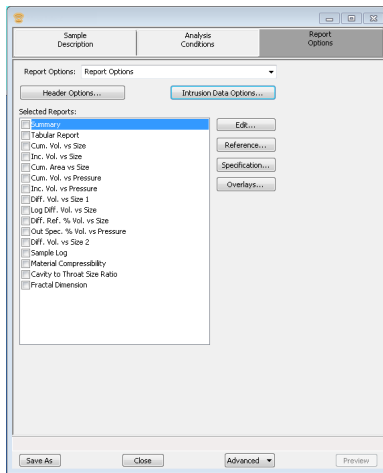 Sample
Description
Analysis
Conditions
Report
Options
Report Options: Report Options
Header Options...
Intrusion Data Options...
Selected Reports:
Summary
Tabular Report
Cum. Vol. vs Size
Inc. Vol. vs Size
Cum. Area vs Size
Cum. Vol. vs Pressure
Inc. Vol. vs Pressure
Diff. Vol. vs Size 1
Log Diff. Vol. vs Size
Diff. Ref. % Vol. vs Size
Out Spec. % Vol. vs Pressure
Diff. Vol. vs Size 2
Sample Log
Material Compressibility
Cavity to Throat Size Ratio
Fractal Dimension
Edit...
Reference...
Specification...
Overlays...
Save As
Close
Advanced
Preview